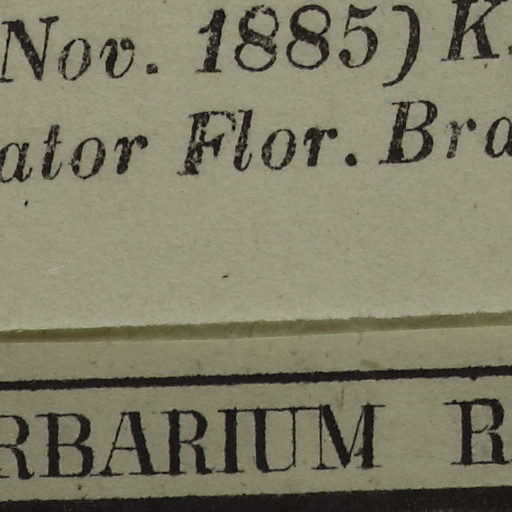 Nov. 1885) K.
ator Flor. Bra
RBARIUM R